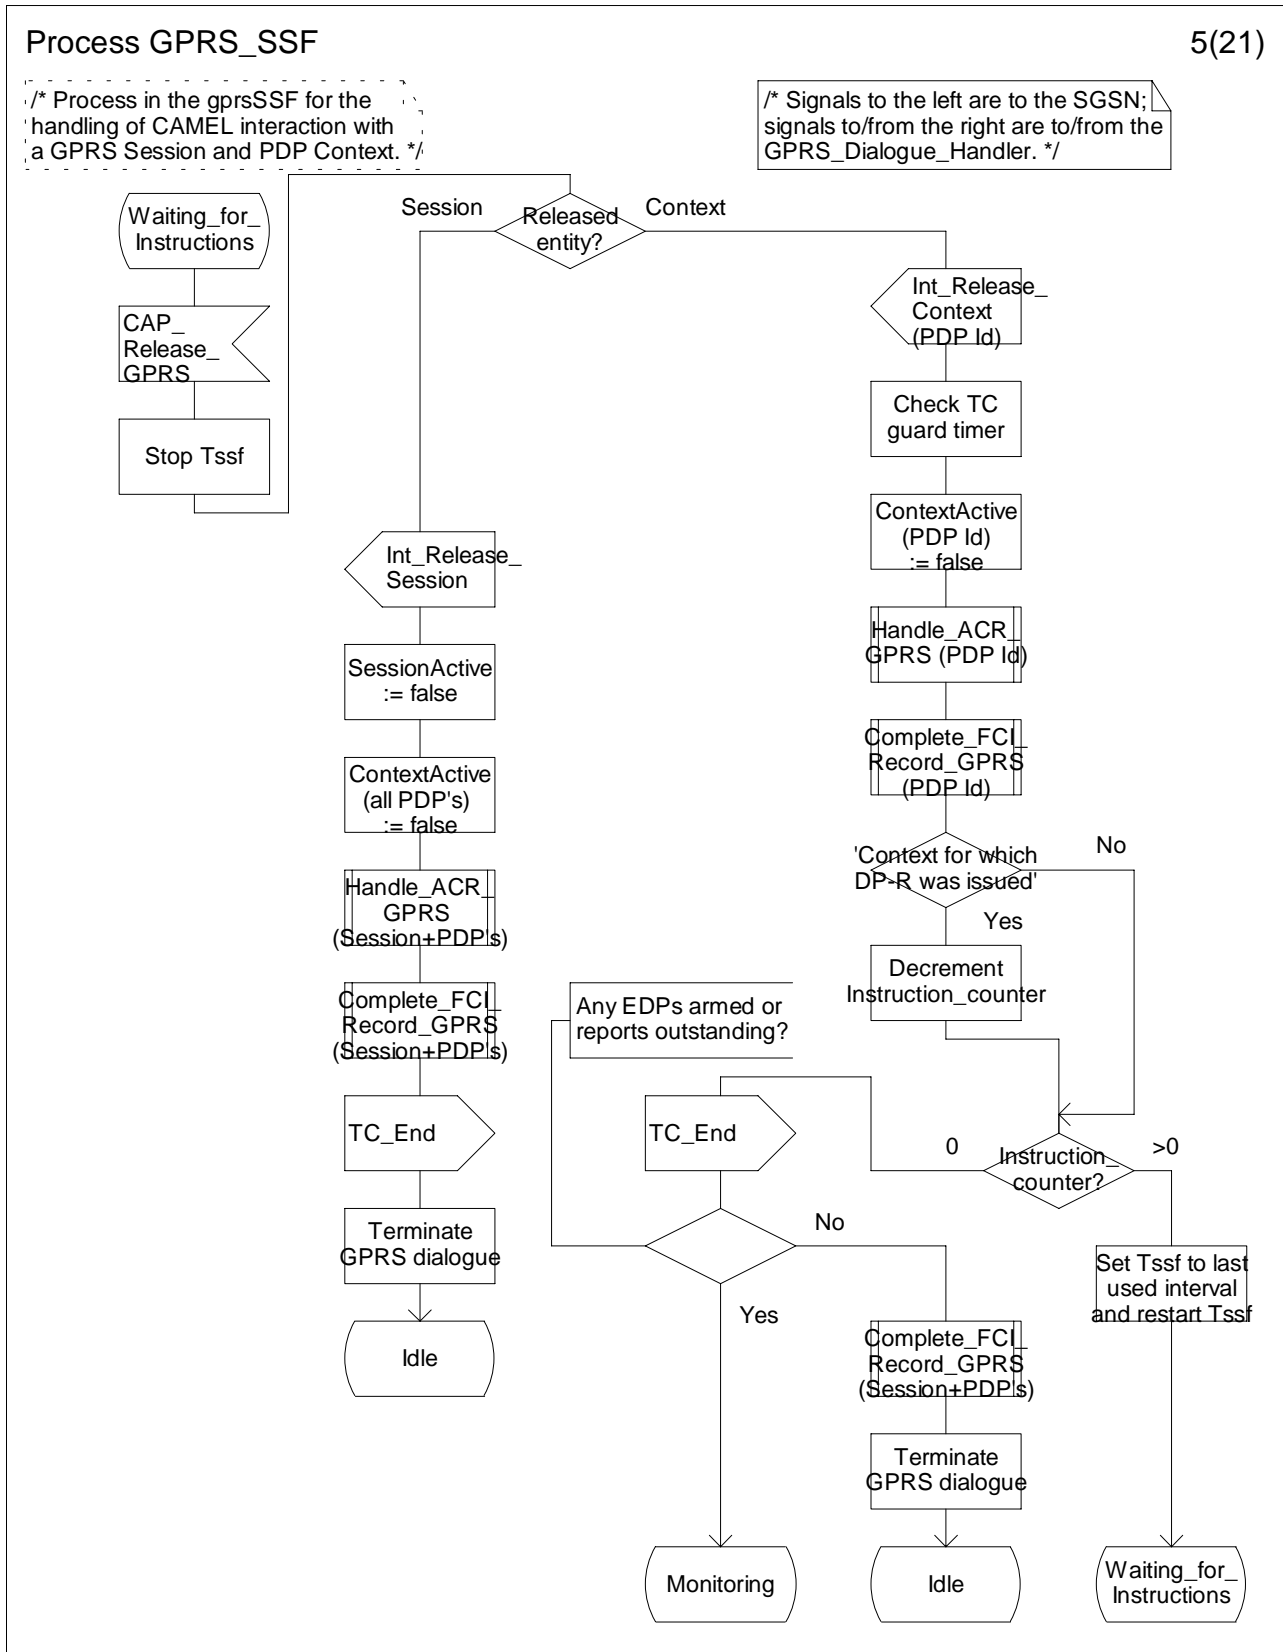 Process GPRS_SSF
5(21)
/* Process in the gprsSSF for the
handling of CAMEL interaction with
a GPRS Session and PDP Context. */
/* Signals to the left are to the SGSN;
signals to/from the right are to/from the
GPRS_Dialogue_Handler. */
Waiting_for_
Instructions
CAP_
Release_
GPRS
Stop Tssf
Session
Released
entity?
Context
Int_Release_
Session
SessionActive
:= false
ContextActive
(all PDP's)
:= false
Handle_ACR_
GPRS
(Session+PDP's)
Complete_FCI_
Record_GPRS
(Session+PDP's)
TC_End
Terminate
GPRS dialogue
Idle
Int_Release_
Context
(PDP Id)
Check TC
guard timer
ContextActive
(PDP Id)
:= false
Handle_ACR_
GPRS (PDP Id)
Complete_FCI_
Record_GPRS
(PDP Id)
'Context for which
DP-R was issued'
No
Yes
Decrement
Instruction_counter
Any EDPs armed or
reports outstanding?
TC_End
0
Instruction_
counter?
>0
No
Yes
Set Tssf to last
used interval
and restart Tssf
Complete_FCI_
Record_GPRS
(Session+PDP's)
Terminate
GPRS dialogue
Monitoring
Idle
Waiting_for_
Instructions